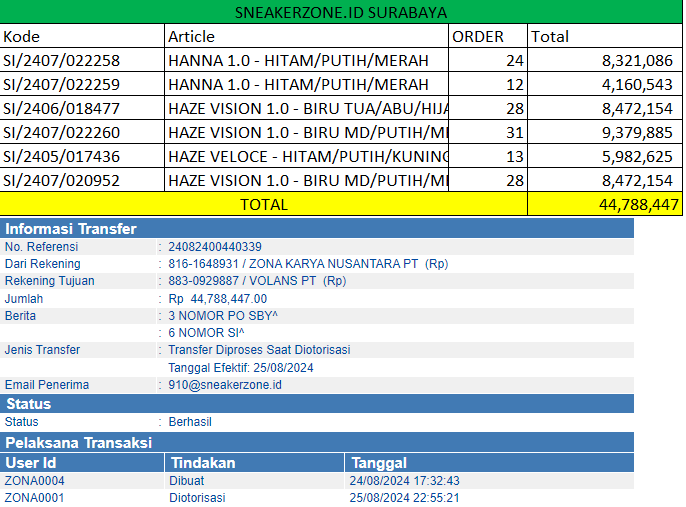 SNEAKERZONE.ID SURABAYA
Kode Article ORDER Total
SI/2407/022258 HANNA 1.0 - HITAM/PUTIH/MERAH 24 8,321,086
SI/2407/022259 HANNA 1.0 - HITAM/PUTIH/MERAH 12 4,160,543
SI/2406/018477 HAZE VISION 1.0 - BIRU TUA/ABU/HIJA 28 8,472,154
SI/2407/022260 HAZE VISION 1.0 - BIRU MD/PUTIH/MI 31 9,379,885
SI/2405/017436 HAZE VELOCE - HITAM/PUTIH/KUNING 13 5,982,625
SI/2407/020952 HAZE VISION 1.0 - BIRU MD/PUTIH/MI 28 8,472,154
TOTAL 44,788,447
Informasi Transfer
No. Referensi : 24082400440339
Dari Rekening : 816-1648931 / ZONA KARYA NUSANTARA PT (Rp)
Rekening Tujuan : 883-0929887 / VOLANS PT (Rp)
Jumlah : Rp 44,788,447.00
Berita : 3 NOMOR PO SBY^
: 6 NOMOR SI^
Jenis Transfer : Transfer Diproses Saat Diotorisasi
Tanggal Efektif: 25/08/2024
Email Penerima : 910@sneakerzone.id
Status
Status : Berhasil
Pelaksana Transaksi
User Id Tindakan Tanggal
ZONA0004 Dibuat 24/08/2024 17:32:43
ZONA0001 Diotorisasi 25/08/2024 22:55:21